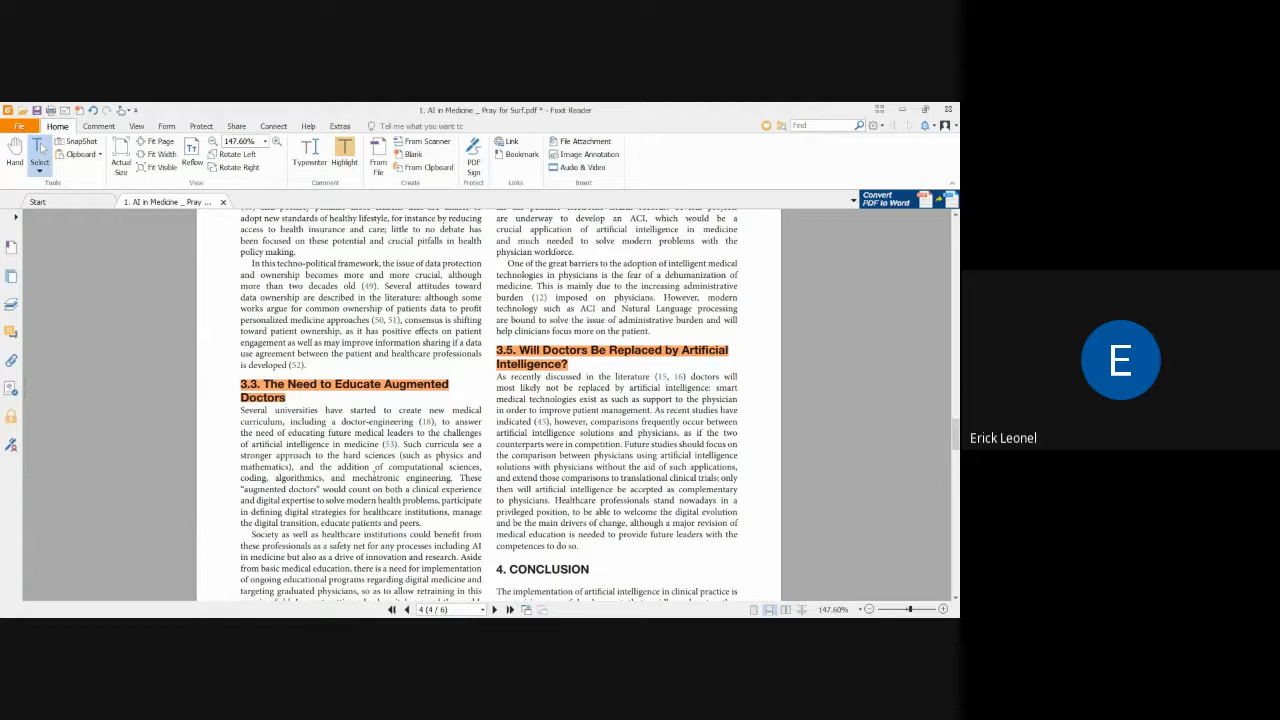 1. AI in Medicine _ Pray for Surf.pdf * - Foxit Reader
File
Home
Comment
View
Form
Protect
Share
Connect
Help
Extras
Tell me what you want to
Find
Hand
Select
SnapShot
Clipboard
Tools
Actual Size
Fit Page
Fit Width
Fit Visible
Reflow
147.60%
Rotate Left
Rotate Right
View
Typewriter
Highlight
Comment
From File
From Scanner
Blank
From Clipboard
Create
PDF Sign
Protect
Link
Bookmark
Links
File Attachment
Image Annotation
Audio & Video
Insert
Start
1. AI in Medicine _ Pray ...
Convert
PDF to Word
adopt new standards of healthy lifestyle, for instance by reducing
access to health insurance and care; little to no debate has
been focused on these potential and crucial pitfalls in health
policy making.
In this techno-political framework, the issue of data protection
and ownership becomes more and more crucial, although
more than two decades old (49). Several attitudes toward
data ownership are described in the literature: although some
works argue for common ownership of patients data to profit
personalized medicine approaches (50, 51), consensus is shifting
toward patient ownership, as it has positive effects on patient
engagement as well as may improve information sharing if a data
use agreement between the patient and healthcare professionals
is developed (52).
3.3. The Need to Educate Augmented
Doctors
Several universities have started to create new medical
curriculum, including a doctor-engineering (18), to answer
the need of educating future medical leaders to the challenges
of artificial intelligence in medicine (53). Such curricula see a
stronger approach to the hard sciences (such as physics and
mathematics), and the addition of computational sciences,
coding, algorithmics, and mechatronic engineering. These
“augmented doctors” would count on both a clinical experience
and digital expertise to solve modern health problems, participate
in defining digital strategies for healthcare institutions, manage
the digital transition, educate patients and peers.
Society as well as healthcare institutions could benefit from
these professionals as a safety net for any processes including AI
in medicine but also as a drive of innovation and research. Aside
from basic medical education, there is a need for implementation
of ongoing educational programs regarding digital medicine and
targeting graduated physicians, so as to allow retraining in this
are underway to develop an ACI, which would be a
crucial application of artificial intelligence in medicine
and much needed to solve modern problems with the
physician workforce.
One of the great barriers to the adoption of intelligent medical
technologies in physicians is the fear of a dehumanization of
medicine. This is mainly due to the increasing administrative
burden (12) imposed on physicians. However, modern
technology such as ACI and Natural Language processing
are bound to solve the issue of administrative burden and will
help clinicians focus more on the patient.
3.5. Will Doctors Be Replaced by Artificial
Intelligence?
As recently discussed in the literature (15, 16) doctors will
most likely not be replaced by artificial intelligence: smart
medical technologies exist as such as support to the physician
in order to improve patient management. As recent studies have
indicated (45), however, comparisons frequently occur between
artificial intelligence solutions and physicians, as if the two
counterparts were in competition. Future studies should focus on
the comparison between physicians using artificial intelligence
solutions with physicians without the aid of such applications,
and extend those comparisons to translational clinical trials; only
then will artificial intelligence be accepted as complementary
to physicians. Healthcare professionals stand nowadays in a
privileged position, to be able to welcome the digital evolution
and be the main drivers of change, although a major revision of
medical education is needed to provide future leaders with the
competences to do so.
4. CONCLUSION
The implementation of artificial intelligence in clinical practice is
4 (4 / 6)
147.60%
E
Erick Leonel